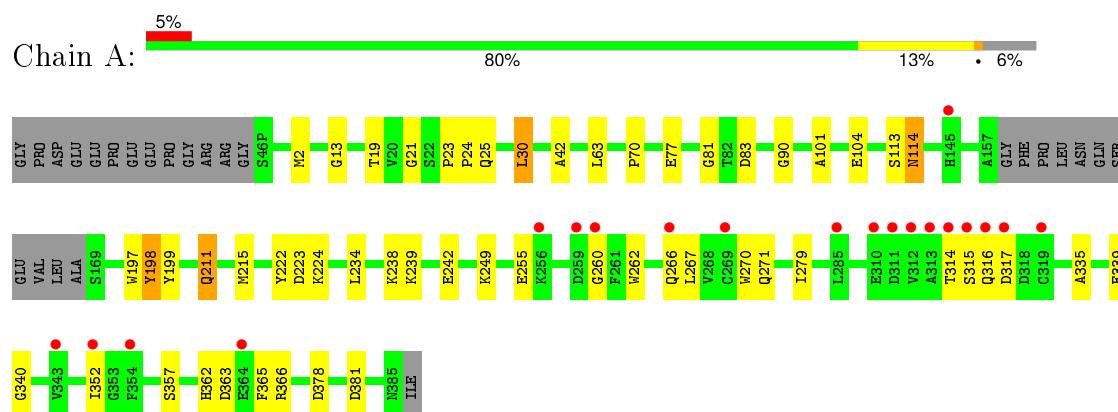 5%
Chain A:
80% 13% • 6%
GLY PRO ASP GLU GLU PRO GLU GLU PRO GLY ARG ARG GLY S46P M2 G13 T19 V20 G21 S22 P23 P24 Q25 L30 A42 L63 P70 E77 G81 T82 D83 G90 A101 E104 S113 N114 H145 A157 GLY PHE PRO LEU ASN GLN SER
GLU VAL LEU ALA S169 W197 Y198 Y199 Q211 M215 Y222 D223 K224 L234 K238 K239 E242 K249 E255 K256 D259 G260 F261 W262 Q266 L267 V268 C269 W270 Q271 I279 L285 E310 D311 V312 A313 T314 S315 Q316 D317 D318 C319 A335 E339
G340 V343 I352 G353 F354 S357 H362 D363 E364 F365 R366 D378 D381 N385 ILE